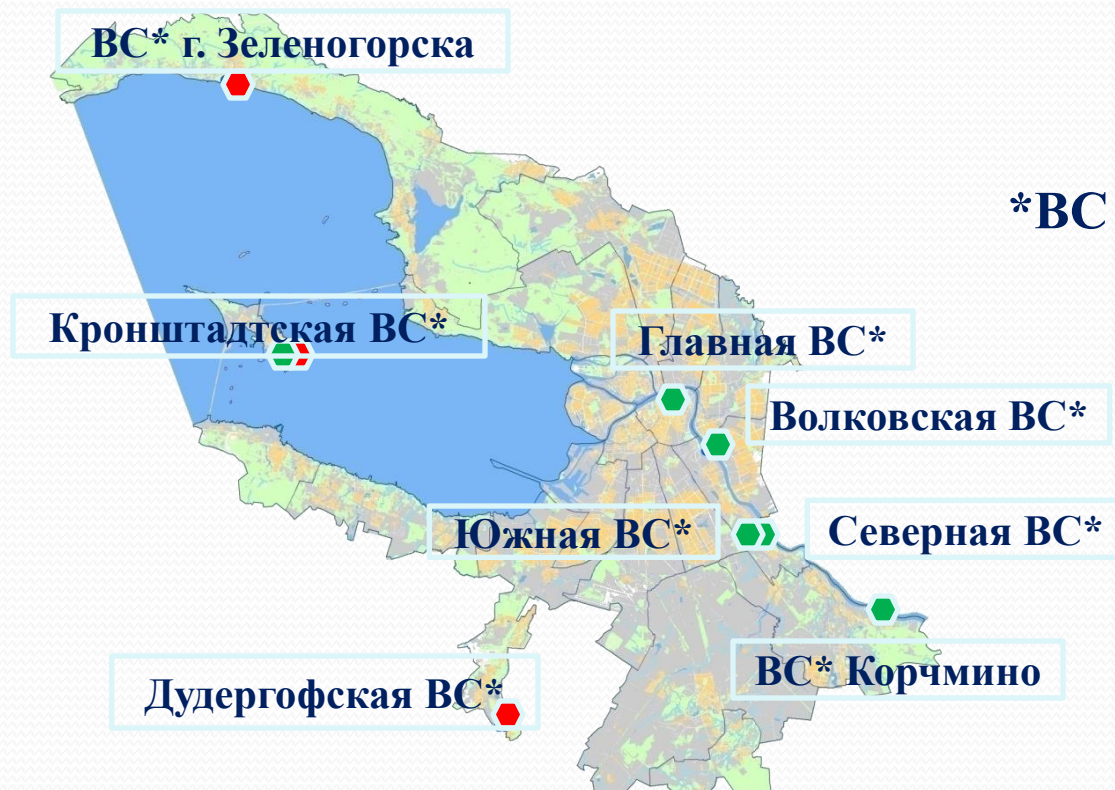 ВС* г. Зеленогорска
*ВС
Кронштадтская ВС*
Главная ВС*
Волковская ВС*
Южная ВС*
Северная ВС*
ВС* Корчмино
Дудергофская ВС*